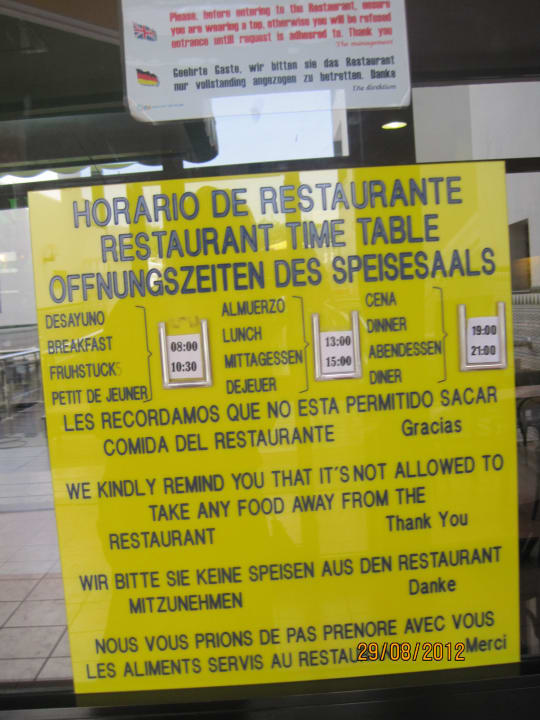 Please, before entering to the Restaurant, ensure
you are wearing a top, otherwise you will be refused
entrance untill request is adhered to. Thank you
The management
Geehrte Gaste, wir bitten sie das Restaurant
nur vollstandig angezogen zu betretten. Danke
Die direktion
HORARIO DE RESTAURANTE
RESTAURANT TIME TABLE
OFFNUNGSZEITEN DES SPEISESAALS
DESAYUNO
BREAKFAST
FRUHSTUCKS
PETIT DE JEUNER
08:00
10:30
ALMUERZO
LUNCH
MITTAGESSEN
DEJEUER
13:00
15:00
CENA
DINNER
ABENDESSEN
DINER
19:00
21:00
LES RECORDAMOS QUE NO ESTA PERMITIDO SACAR
COMIDA DEL RESTAURANTE Gracias
WE KINDLY REMIND YOU THAT IT'S NOT ALLOWED TO
TAKE ANY FOOD AWAY FROM THE
RESTAURANT Thank You
WIR BITTE SIE KEINE SPEISEN AUS DEN RESTAURANT
MITZUNEHMEN Danke
NOUS VOUS PRIONS DE PAS PRENORE AVEC VOUS
LES ALIMENTS SERVIS AU Merci
29/08/2012